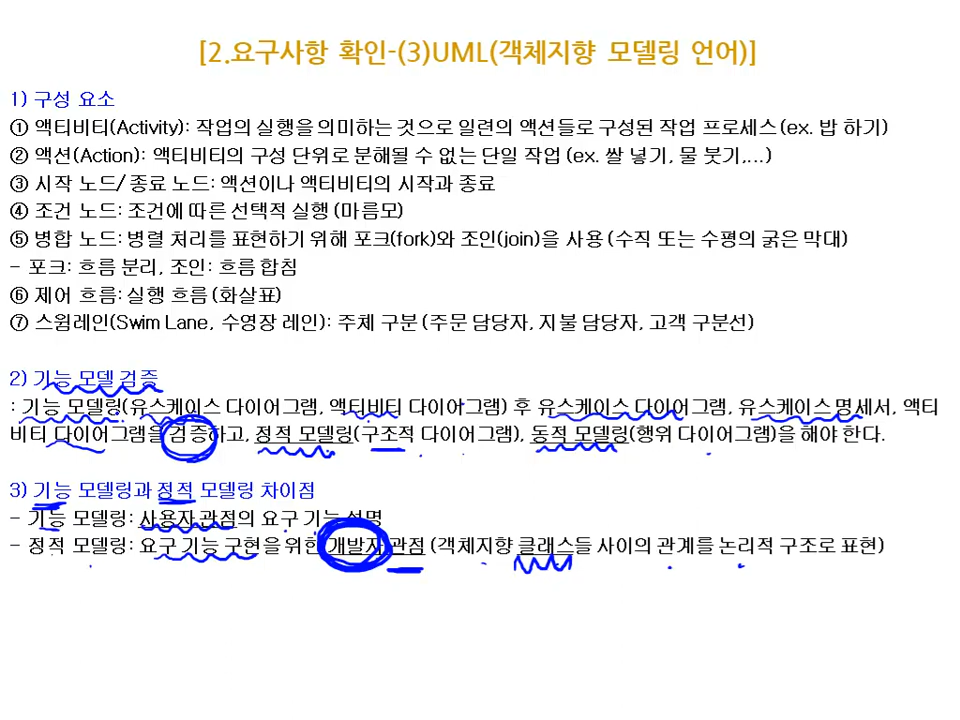 [2.요구사항 확인-(3)UML(객체지향 모델링 언어)]
1) 구성 요소
① 액티비티(Activity): 작업의 실행을 의미하는 것으로 일련의 액션들로 구성된 작업 프로세스(ex. 밥 하기)
② 액션(Action): 액티비티의 구성 단위로 분해될 수 없는 단일 작업 (ex. 쌀 넣기, 물 붓기,...)
③ 시작 노드/종료 노드: 액션이나 액티비티의 시작과 종료
④ 조건 노드: 조건에 따른 선택적 실행 (마름모)
⑤ 병합 노드: 병렬 처리를 표현하기 위해 포크(fork)와 조인(join)을 사용 (수직 또는 수평의 굵은 막대)
- 포크: 흐름 분리, 조인: 흐름 합침
⑥ 제어 흐름: 실행 흐름 (화살표)
⑦ 스윔레인(Swim Lane, 수영장 레인): 주체 구분 (주문 담당자, 지불 담당자, 고객 구분선)
2) 기능 모델 검증
: 기능 모델링(유스케이스 다이어그램, 액티비티 다이어그램) 후 유스케이스 다이어그램, 유스케이스 명세서, 액티
비티 다이어그램을 검증하고, 정적 모델링(구조적 다이어그램), 동적 모델링(행위 다이어그램)을 해야 한다.
3) 기능 모델링과 정적 모델링 차이점
- 기능 모델링: 사용자 관점의 요구 기능 설명
- 정적 모델링: 요구 기능 구현을 위한 개발자 관점 (객체지향 클래스들 사이의 관계를 논리적 구조로 표현)